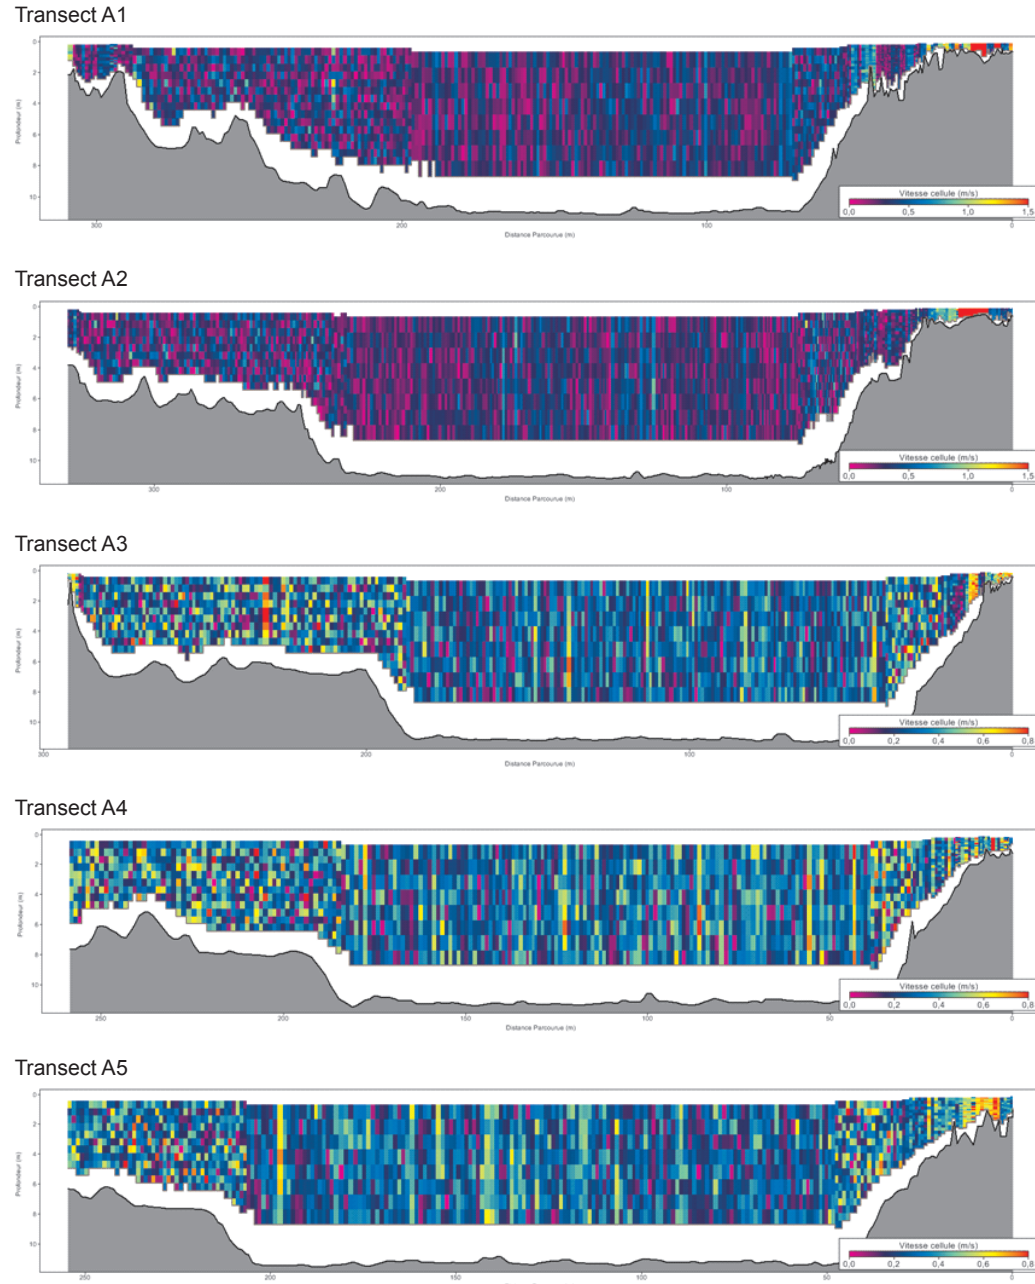 Transect A1
0
2
4
6
8
10
Profondeur (m)
Vitesse cellule (m/s)
0,0 0,5 1,0 1,5
300 200 100 0
Distance Parcourue (m)
Transect A2
0
2
4
6
8
10
Profondeur (m)
Vitesse cellule (m/s)
0,0 0,5 1,0 1,5
300 200 100 0
Distance Parcourue (m)
Transect A3
0
2
4
6
8
10
Profondeur (m)
Vitesse cellule (m/s)
0,0 0,2 0,4 0,6 0,8
300 200 100 0
Distance Parcourue (m)
Transect A4
0
2
4
6
8
10
Profondeur (m)
Vitesse cellule (m/s)
0,0 0,2 0,4 0,6 0,8
250 200 150 100 50 0
Distance Parcourue (m)
Transect A5
0
2
4
6
8
10
Profondeur (m)
Vitesse cellule (m/s)
0,0 0,2 0,4 0,6 0,8
250 200 150 100 50 0